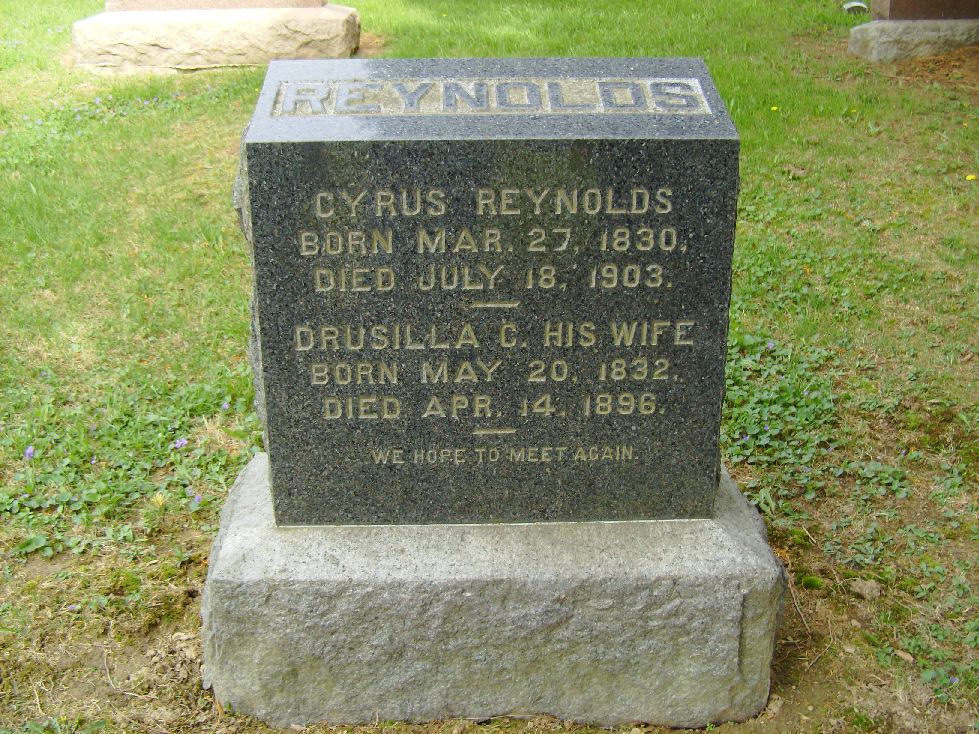 REYNOLDS
CYRUS REYNOLDS
BORN MAR. 27, 1830,
DIED JULY 18, 1903.
DRUSILLA C. HIS WIFE
BORN MAY 20, 1832,
DIED APR. 14, 1896.
WE HOPE TO MEET AGAIN.